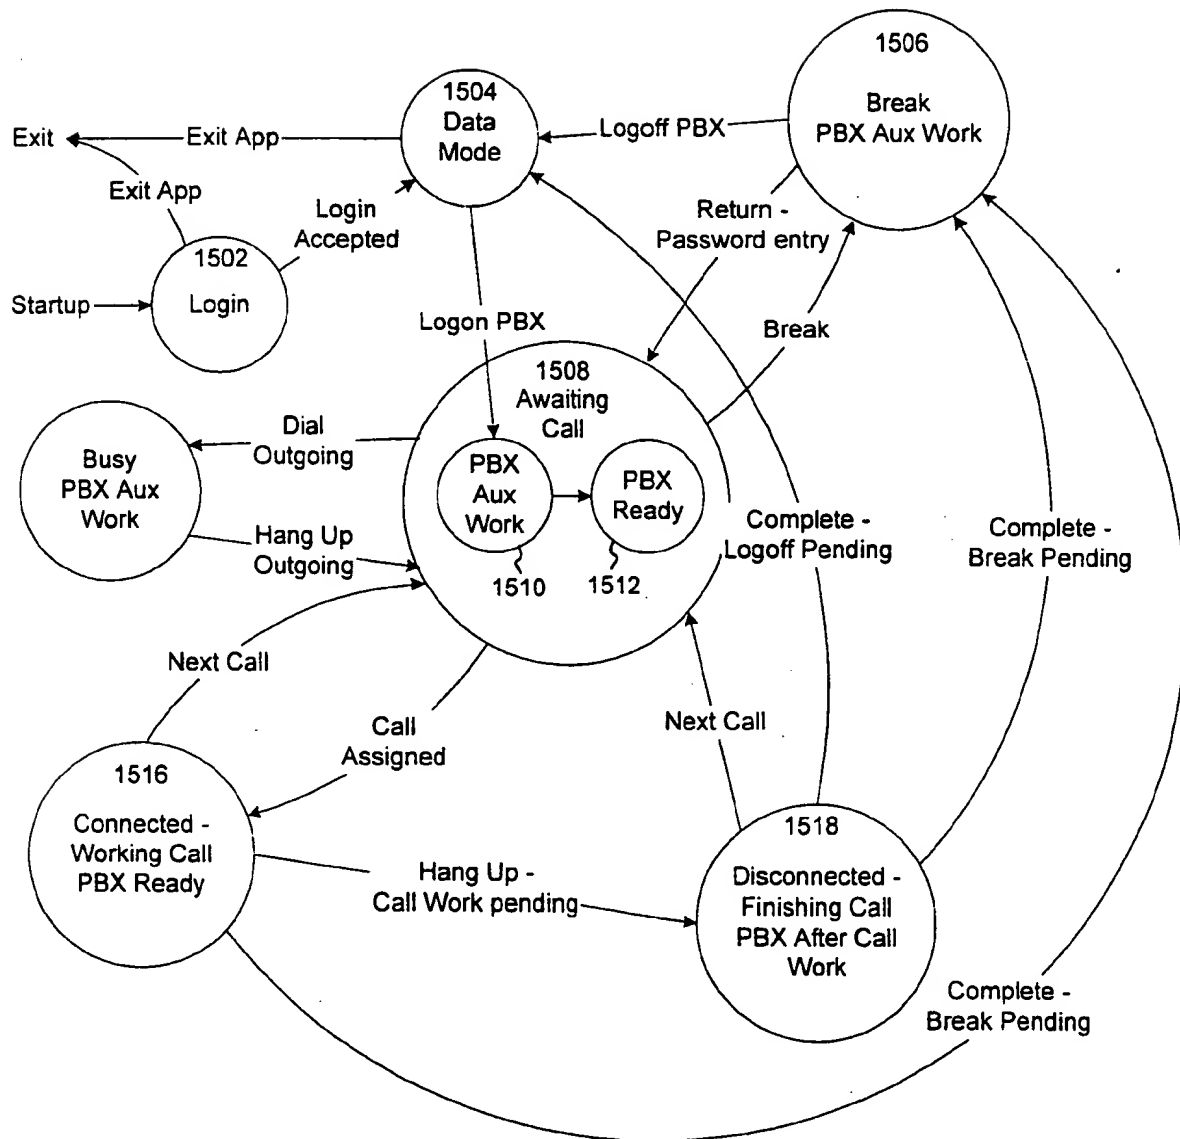 1506
Break
PBX Aux Work
1504
Data
Mode
Logoff PBX
Exit
Exit App
Exit App
Login
Accepted
Return -
Password entry
1502
Login
Startup
Logon PBX
Break
1508
Awaiting
Call
Dial
Outgoing
Busy
PBX Aux
Work
PBX
Aux
Work
PBX
Ready
Hang Up
Outgoing
1510
1512
Complete -
Logoff Pending
Complete -
Break Pending
Next Call
Call
Assigned
Next Call
1516
Connected -
Working Call
PBX Ready
Hang Up -
Call Work pending
1518
Disconnected -
Finishing Call
PBX After Call
Work
Complete -
Break Pending